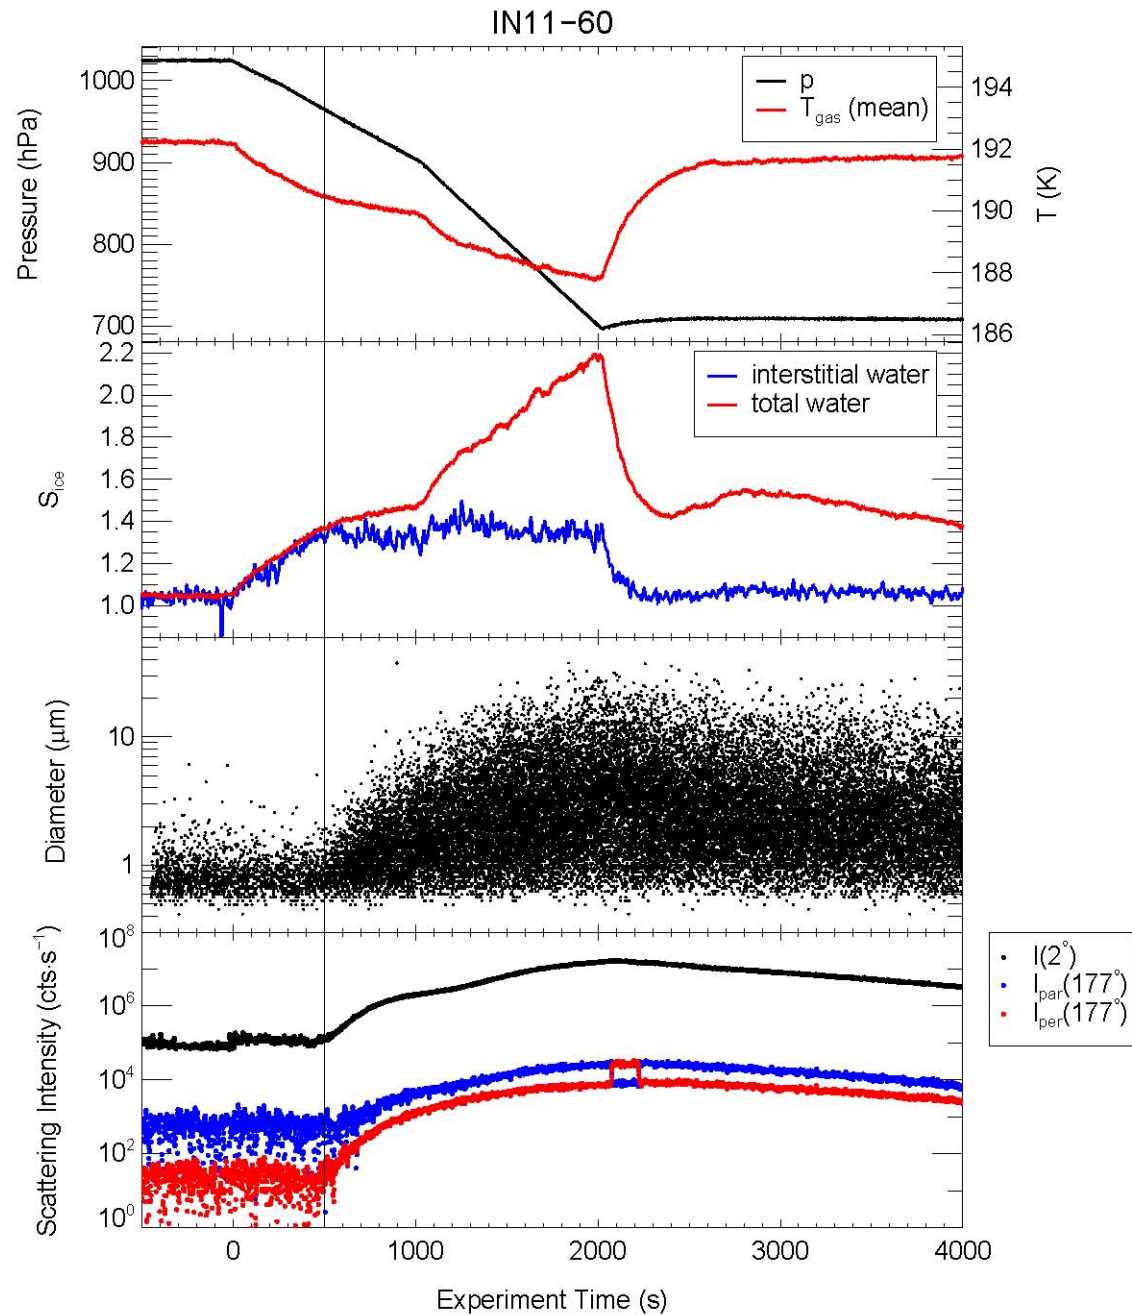 IN11-60
Pressure (hPa)
1000
900
800
700
p
T_gas (mean)
194
192
190
188
186
T (K)
S_ice
2.2
2.0
1.8
1.6
1.4
1.2
1.0
interstitial water
total water
Diameter (μm)
10
1
Scattering Intensity (cts·s⁻¹)
10⁸
10⁶
10⁴
10²
10⁰
I(2°)
I_par(177°)
I_per(177°)
0 1000 2000 3000 4000
Experiment Time (s)